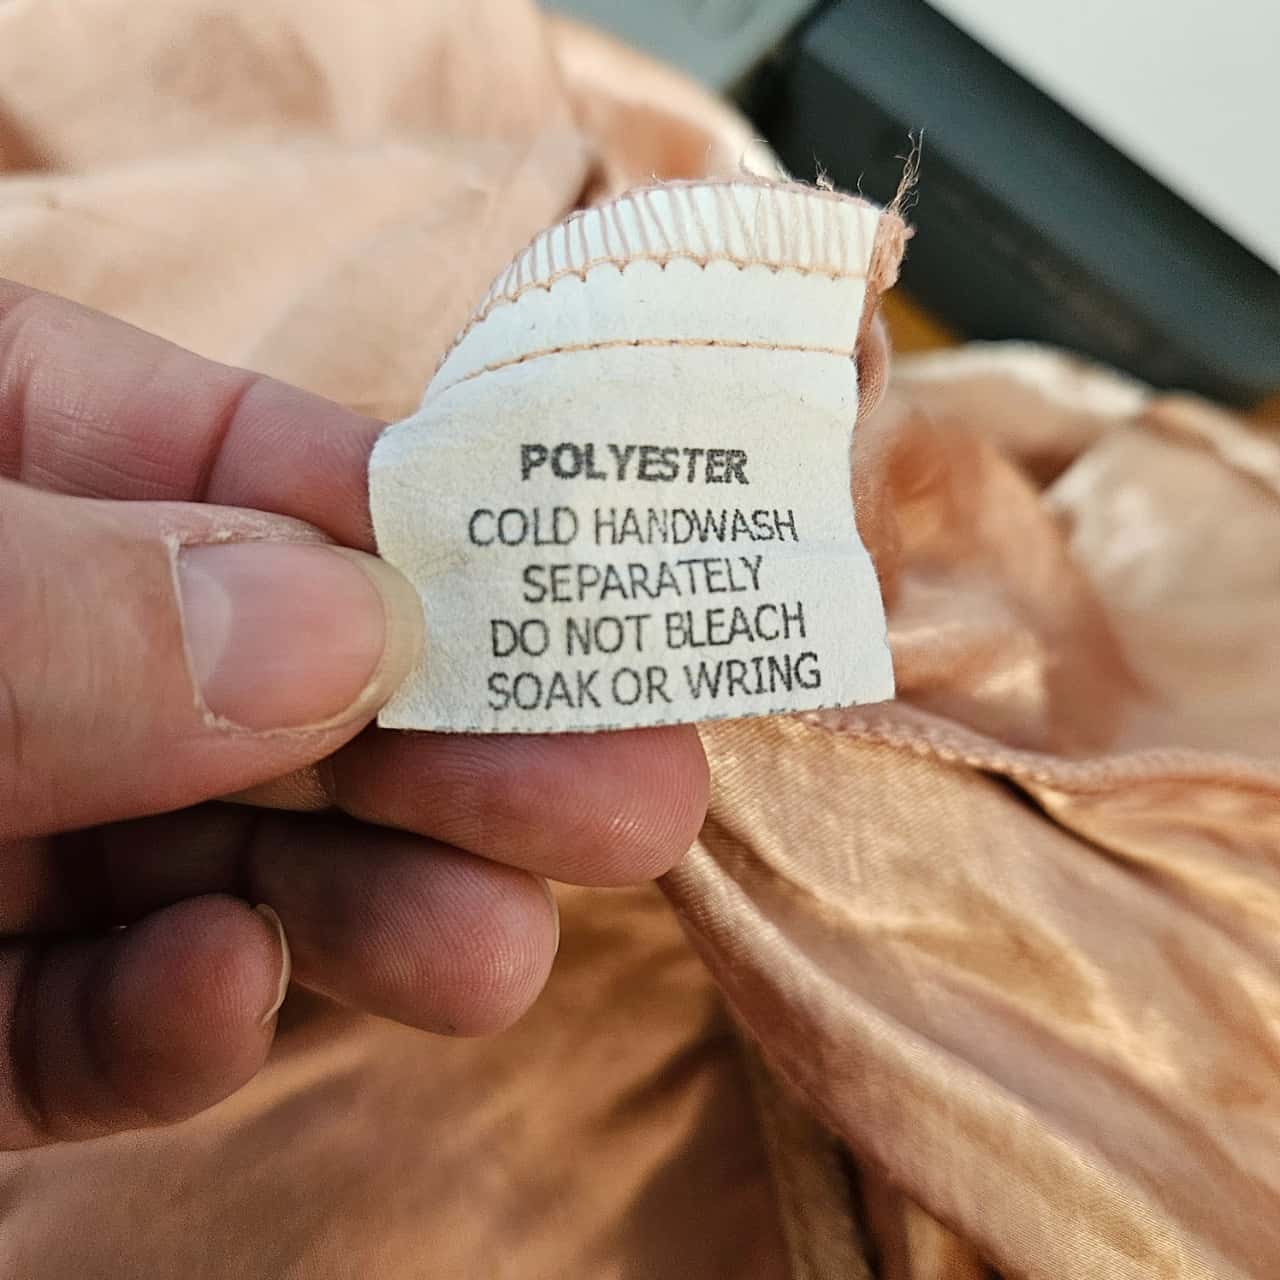 POLYESTER
COLD HANDWASH
SEPARATELY
DO NOT BLEACH
SOAK OR WRING